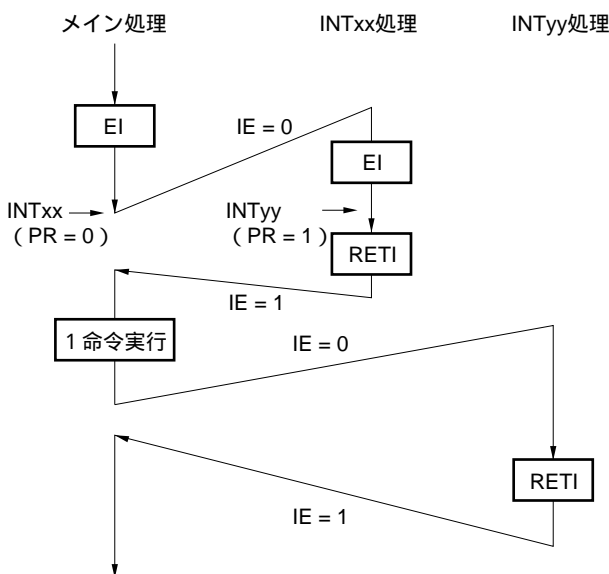 メイン処理
INTxx処理
INTyy処理
EI
IE = 0
EI
INTxx
（PR = 0）
INTyy
（PR = 1）
RETI
IE = 1
1 命令実行
IE = 0
RETI
IE = 1